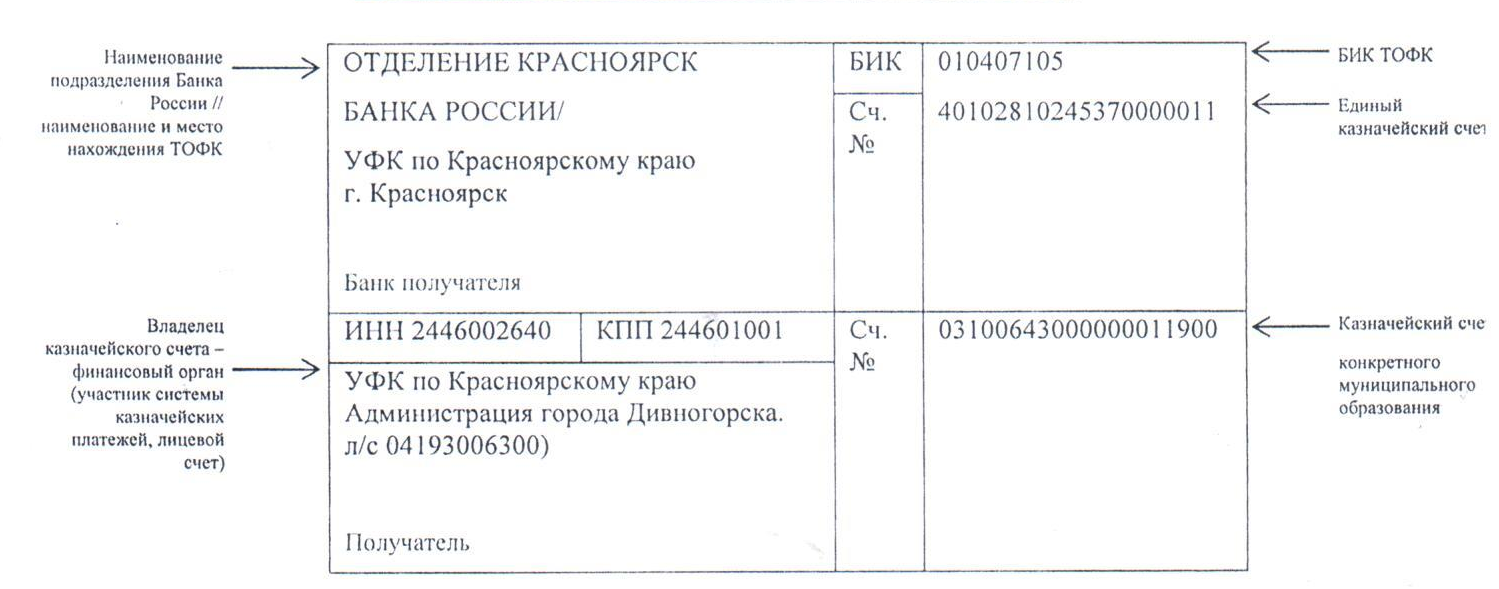 Наименование
подразделения Банка
России //
наименование и место
нахождения ТОФК
ОТДЕЛЕНИЕ КРАСНОЯРСК
БАНКА РОССИИ/
УФК по Красноярскому краю
г. Красноярск
Банк получателя
БИК
010407105
Сч.
№
40102810245370000011
БИК ТОФК
Единый
казначейский счет
Владелец
казначейского счета –
финансовый орган
(участник системы
казначейских
платежей, лицевой
счет)
ИНН 2446002640
КПП 244601001
УФК по Красноярскому краю
Администрация города Дивногорска.
л/с 04193006300)
Получатель
Сч.
№
03100643000000011900
Казначейский сче
конкретного
муниципального
образования